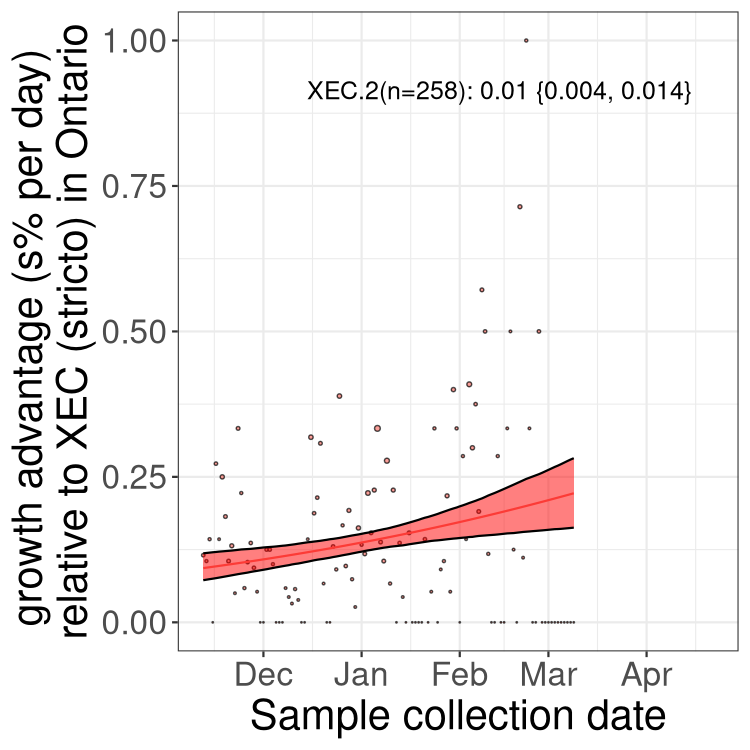 growth advantage (s% per day)
relative to XEC (stricto) in Ontario
1.00
0.75
0.50
0.25
0.00
XEC.2(n=258): 0.01 {0.004, 0.014}
Dec Jan Feb Mar Apr
Sample collection date